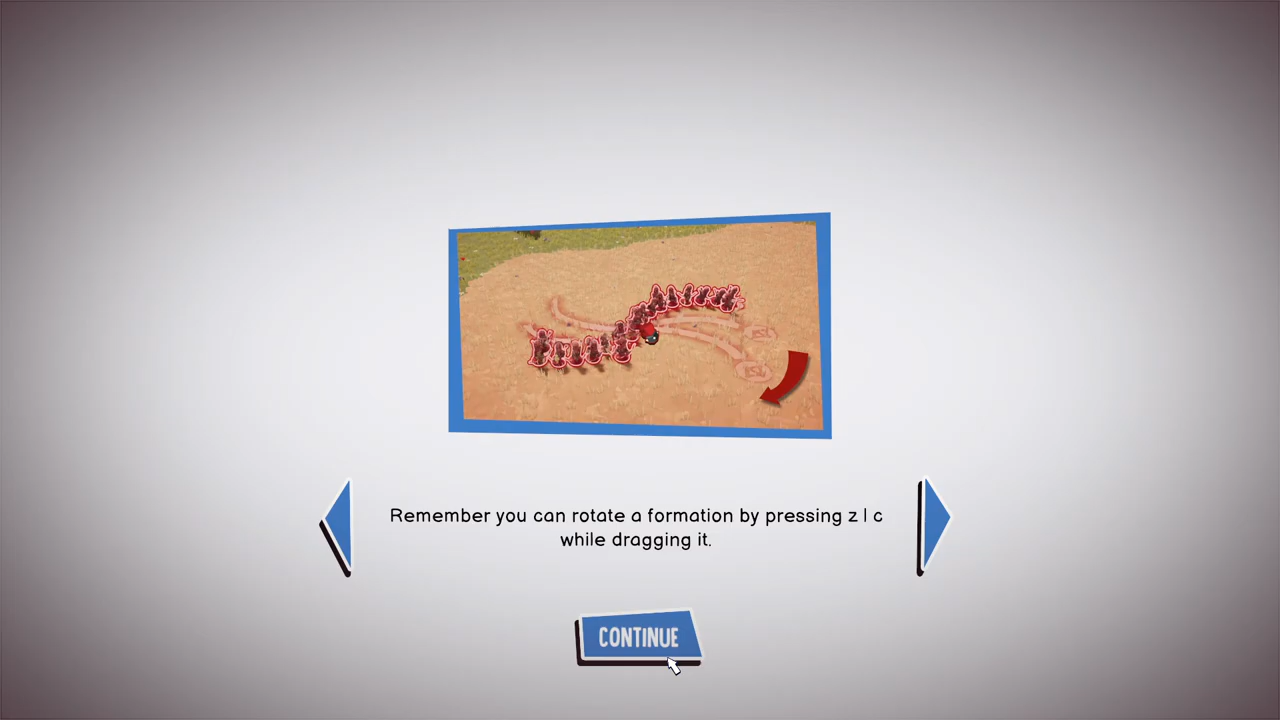 Remember you can rotate a formation by pressing z | c
while dragging it.
CONTINUE